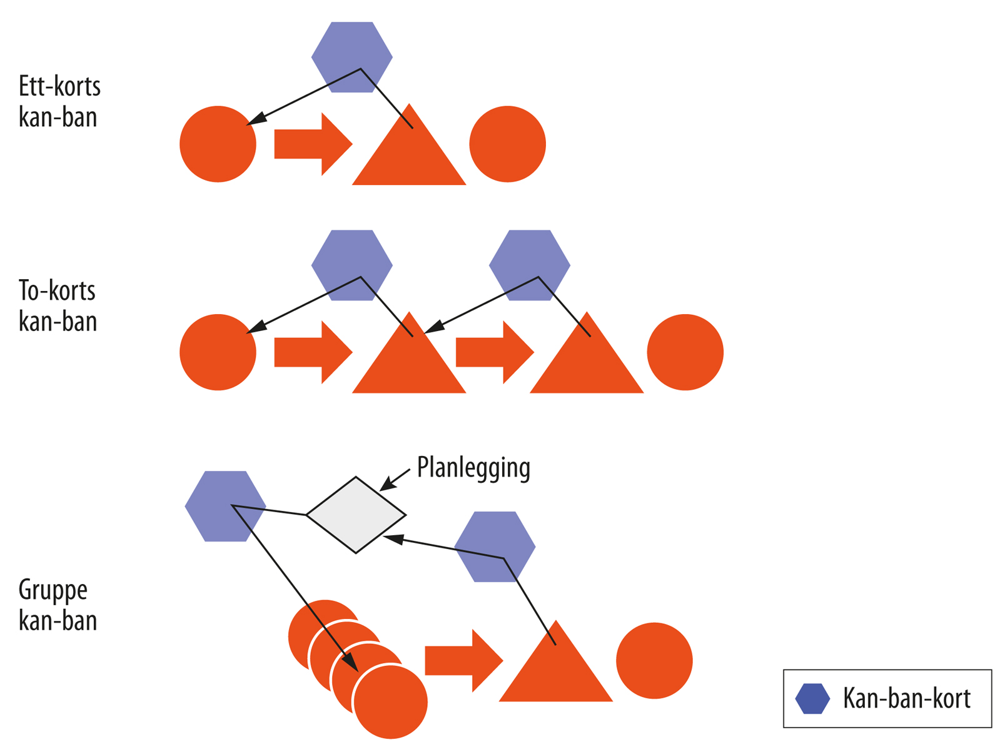 Ett-korts
kan-ban
To-korts
kan-ban
Planlegging
Gruppe
kan-ban
Kan-ban-kort